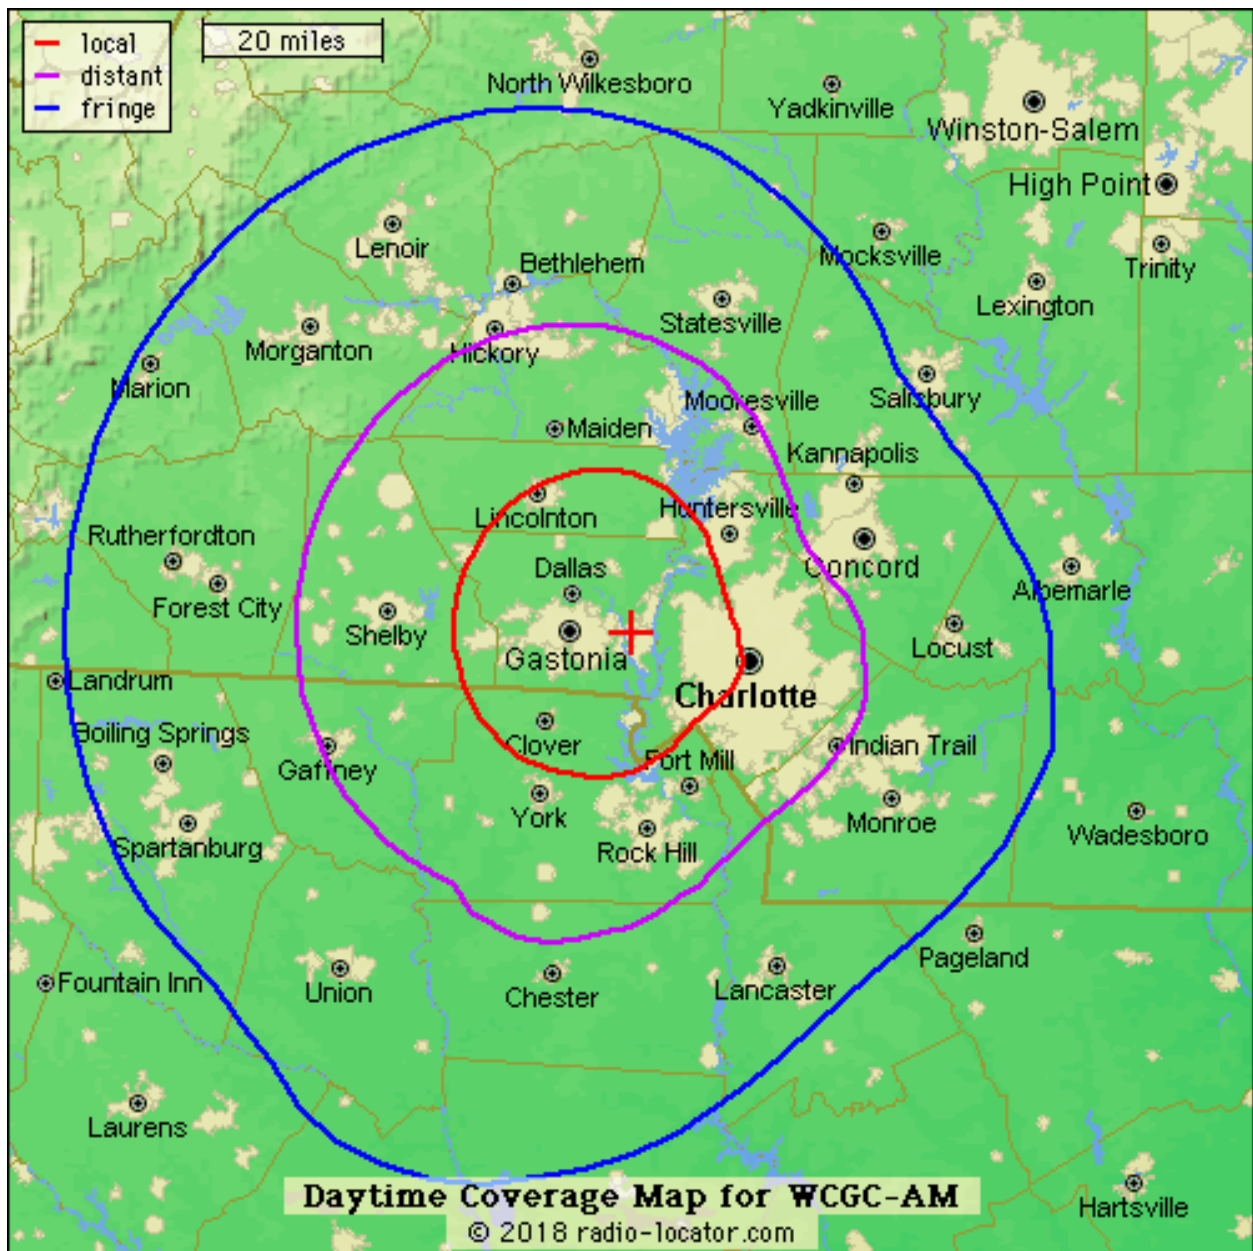 local
20 miles
distant
fringe
North Wilkesboro
Yadkinville
Winston-Salem
High Point
Lenoir
Bethlehem
Mocksville
Trinity
Lexington
Statesville
Morganton
Hickory
Marion
Mooresville
Salisbury
Maiden
Kannapolis
Lincolnton
Huntersville
Rutherfordton
Dallas
Concord
Albemarle
Forest City
Shelby
Locust
Gastonia
Landrum
Charlotte
Boiling Springs
Clover
Indian Trail
Gaffney
Fort Mill
York
Monroe
Wadesboro
Spartanburg
Rock Hill
Pageland
Fountain Inn
Union
Chester
Lancaster
Laurens
Daytime Coverage Map for WCGC-AM
Hartsville
© 2018 radio-locator.com